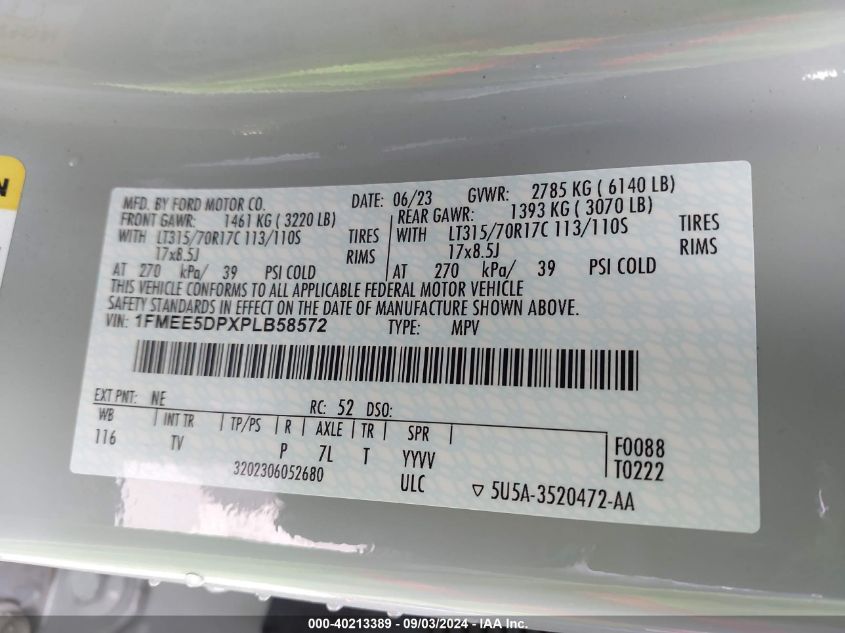 N
MFD. BY FORD MOTOR CO. DATE: 06/23 GVWR: 2785 KG ( 6140 LB)
FRONT GAWR: 1461 KG ( 3220 LB) REAR GAWR: 1393 KG ( 3070 LB)
WITH LT315/70R17C 113/110S TIRES WITH LT315/70R17C 113/110S TIRES
17x8.5J RIMS 17x8.5J RIMS
AT 270 kPa/ 39 PSI COLD AT 270 kPa/ 39 PSI COLD
THIS VEHICLE CONFORMS TO ALL APPLICABLE FEDERAL MOTOR VEHICLE
SAFETY STANDARDS IN EFFECT ON THE DATE OF MANUFACTURE SHOWN ABOVE.
VIN: 1FMEE5DPXPLB58572 TYPE: MPV
EXT PNT: NE RC: 52 DSO:
WB INT TR TP/PS R AXLE TR SPR
116 TV P 7L T YYVV F0088
3202306052680 ULC T0222
▽ 5U5A-3520472-AA
000-40213389 - 09/03/2024 - IAA Inc.